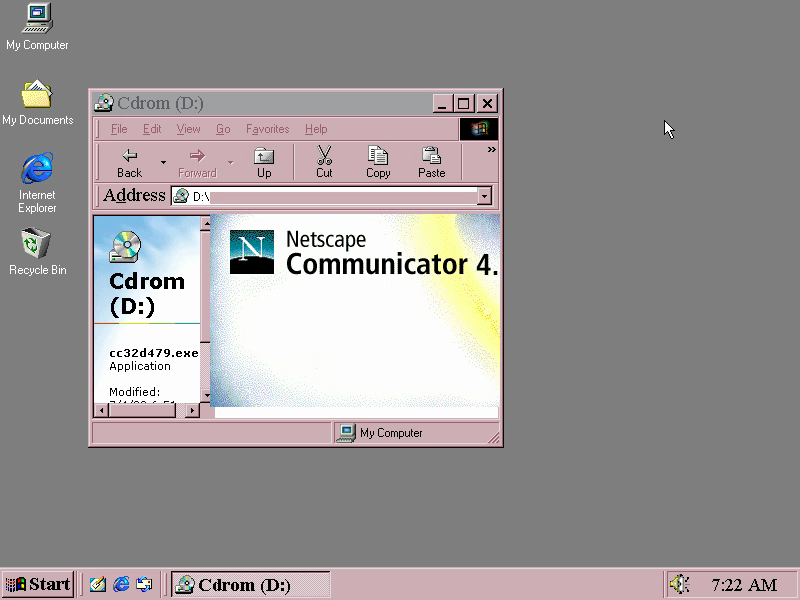 My Computer
My Documents
Internet
Explorer
Recycle Bin
Cdrom (D:)
File Edit View Go Favorites Help
Back Forward Up Cut Copy Paste »
Address D:\
Cdrom
(D:)
cc32d479.exe
Application
Modified:
N
Netscape
Communicator 4.
My Computer
Start
Cdrom (D:)
7:22 AM